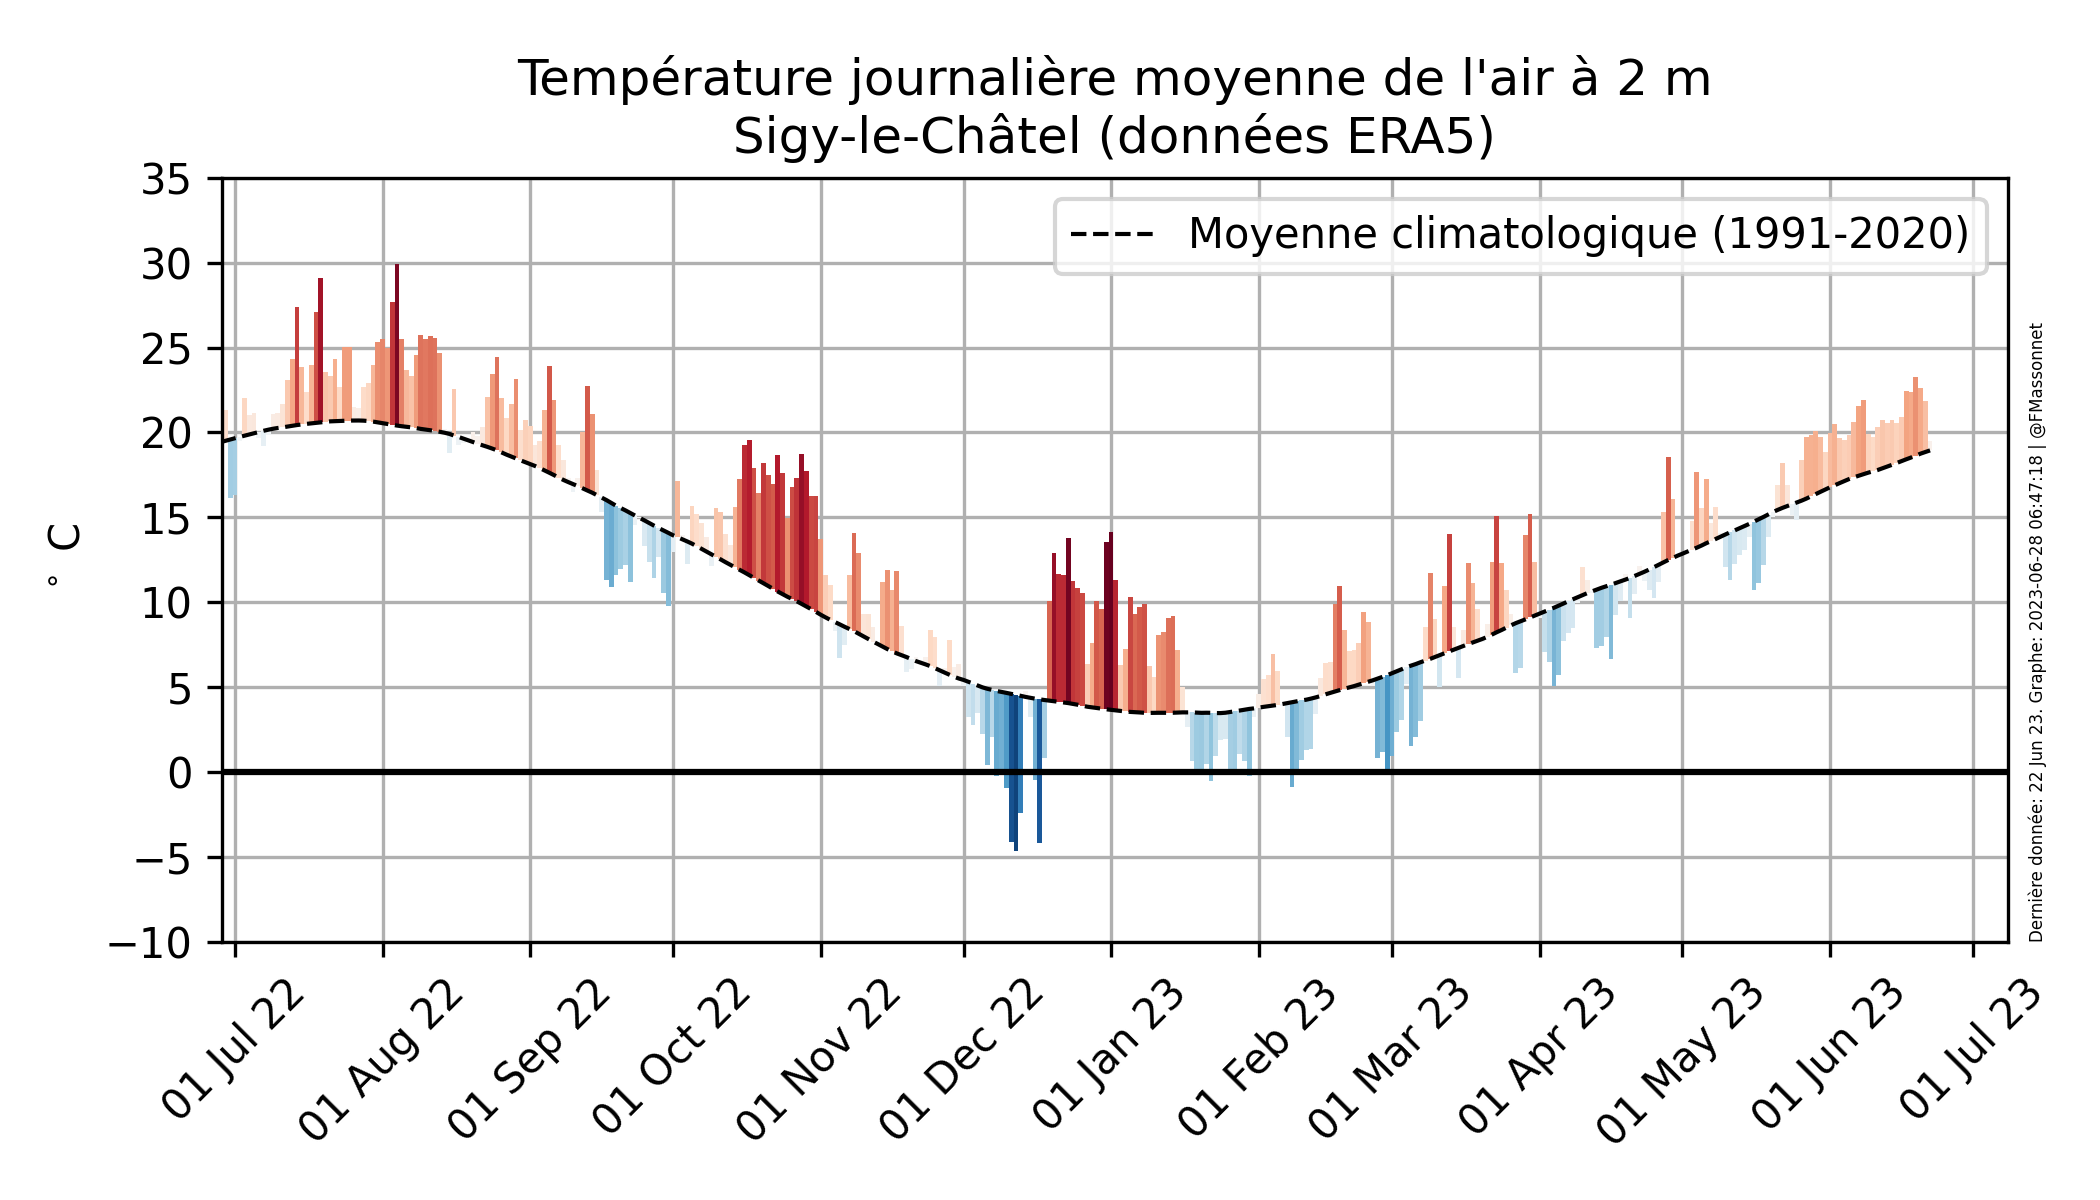 Température journalière moyenne de l'air à 2 m
Sigy-le-Châtel (données ERA5)
Moyenne climatologique (1991-2020)
35
30
25
20
15
10
5
0
−5
−10
° C
01 Jul 22
01 Aug 22
01 Sep 22
01 Oct 22
01 Nov 22
01 Dec 22
01 Jan 23
01 Feb 23
01 Mar 23
01 Apr 23
01 May 23
01 Jun 23
01 Jul 23
Dernière donnée: 22 Jun 23. Graphe: 2023-06-28 06:47:18 | @FMassonnet